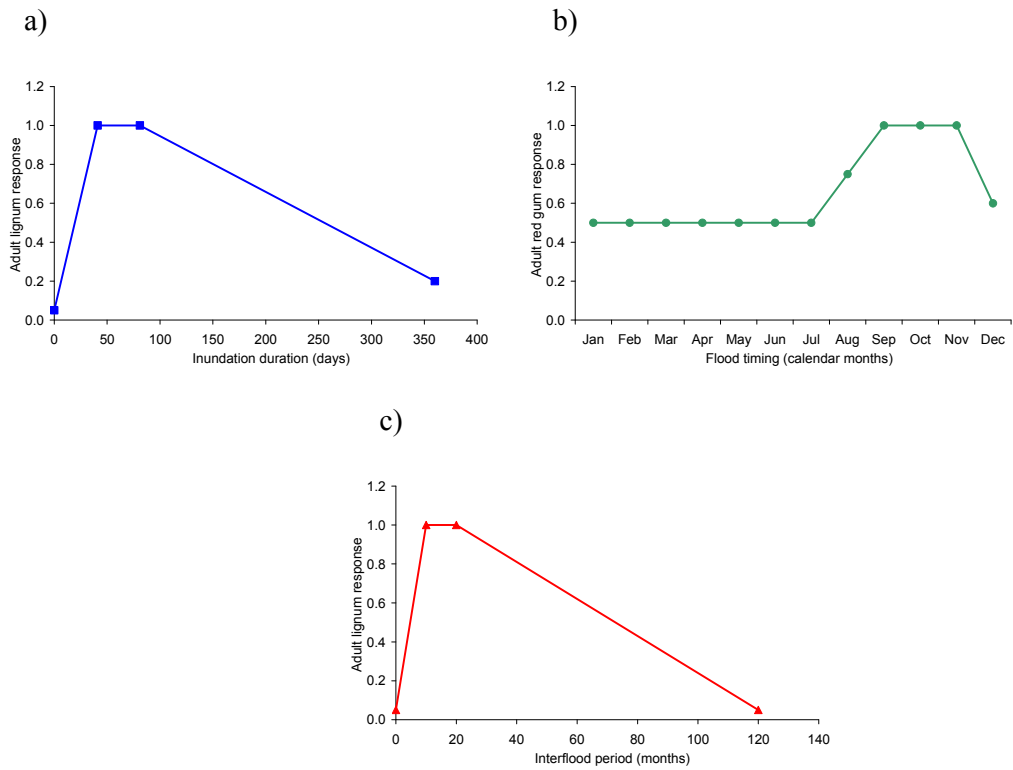 a)
b)
1.2
1.0
0.8
0.6
0.4
0.2
0.0
Adult lignum response
0 50 100 150 200 250 300 350 400
Inundation duration (days)
1.2
1.0
0.8
0.6
0.4
0.2
0.0
Adult red gum response
Jan Feb Mar Apr May Jun Jul Aug Sep Oct Nov Dec
Flood timing (calendar months)
c)
1.2
1.0
0.8
0.6
0.4
0.2
0.0
Adult lignum response
0 20 40 60 80 100 120 140
Interflood period (months)